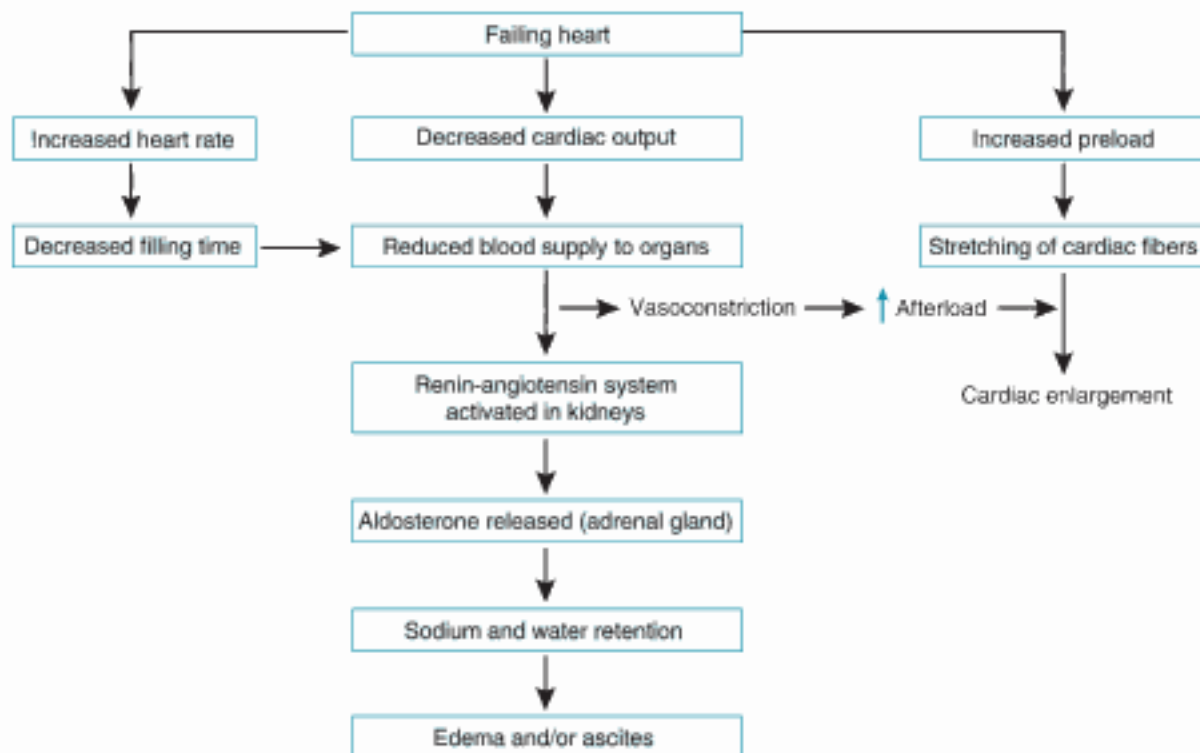 Failing heart
Increased heart rate
Decreased cardiac output
Increased preload
Decreased filling time
Reduced blood supply to organs
Stretching of cardiac fibers
Vasoconstriction
Afterload
Renin-angiotensin system
activated in kidneys
Cardiac enlargement
Aldosterone released (adrenal gland)
Sodium and water retention
Edema and/or ascites